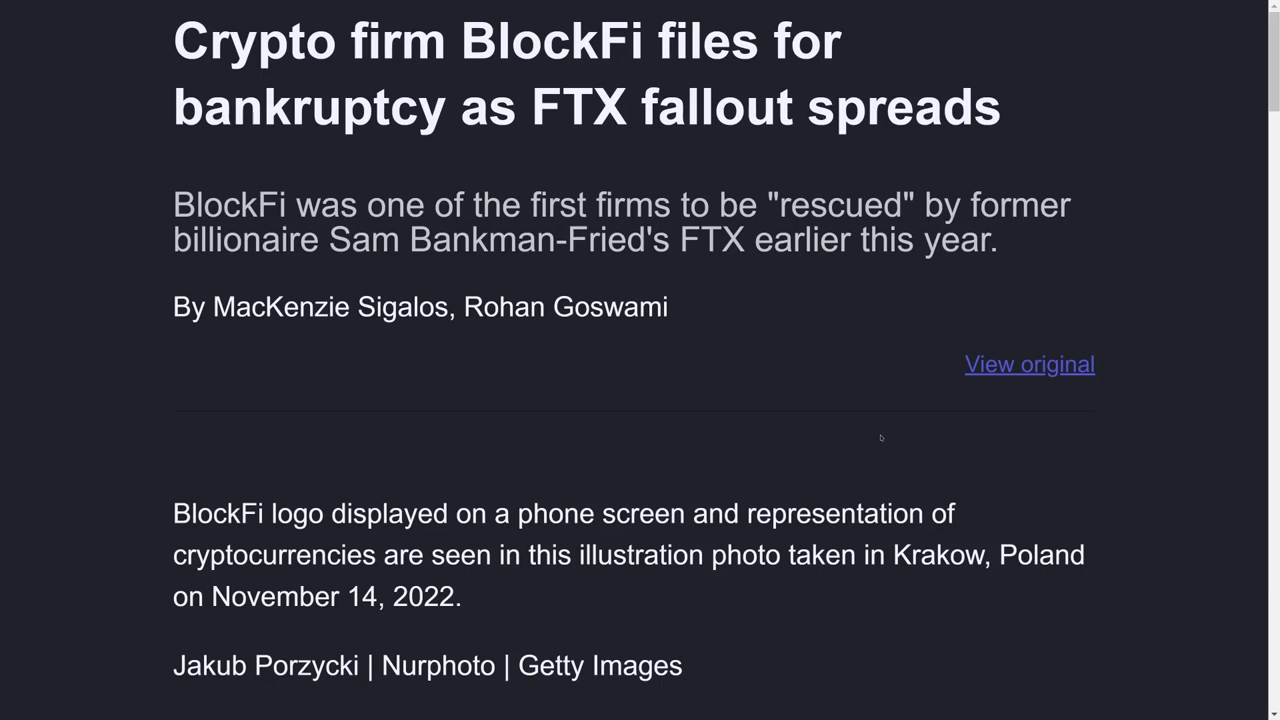 Crypto firm BlockFi files for
bankruptcy as FTX fallout spreads
BlockFi was one of the first firms to be "rescued" by former
billionaire Sam Bankman-Fried's FTX earlier this year.
By MacKenzie Sigalos, Rohan Goswami
View original
BlockFi logo displayed on a phone screen and representation of
cryptocurrencies are seen in this illustration photo taken in Krakow, Poland
on November 14, 2022.
Jakub Porzycki | Nurphoto | Getty Images